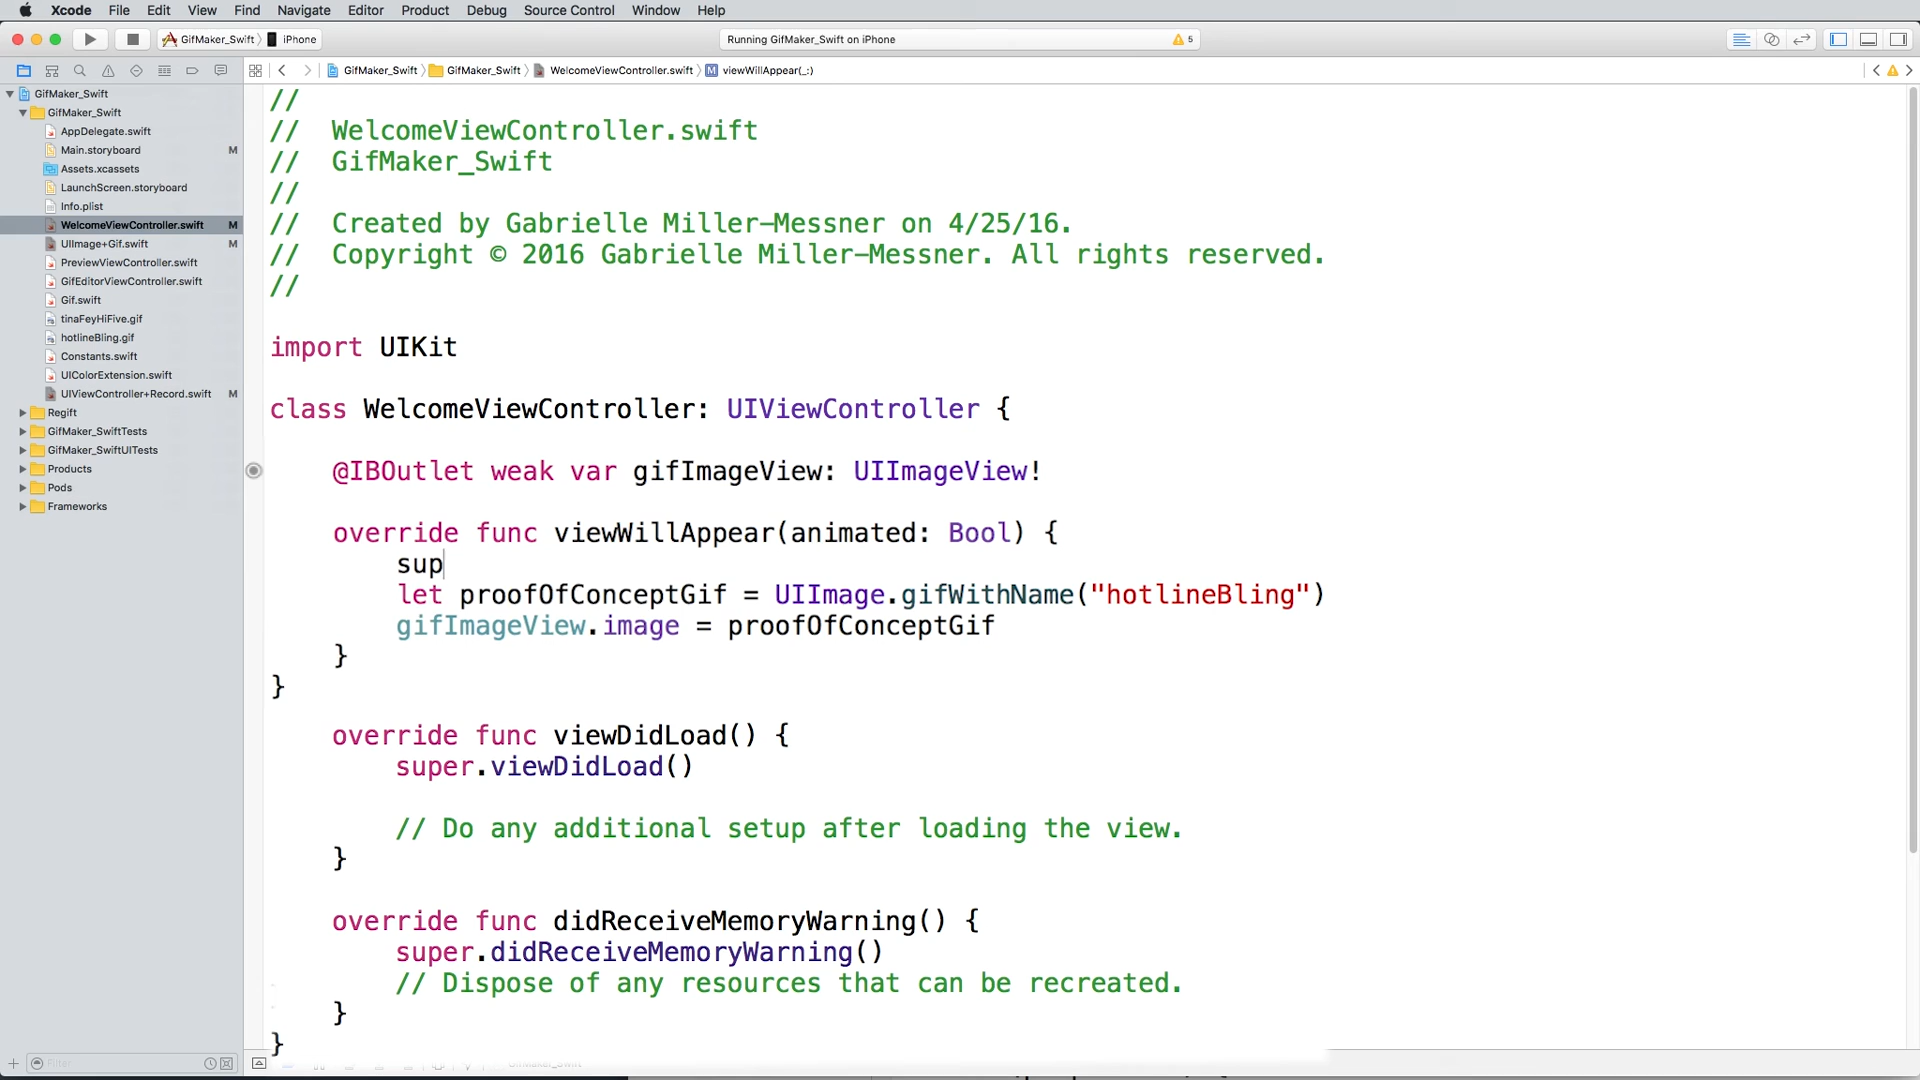 Xcode File Edit View Find Navigate Editor Product Debug Source Control Window Help
GifMaker_Swift iPhone Running GifMaker_Swift on iPhone 5
GifMaker_Swift GifMaker_Swift WelcomeViewController.swift M viewWillAppear(_:)
GifMaker_Swift
GifMaker_Swift
AppDelegate.swift
Main.storyboard M
Assets.xcassets
LaunchScreen.storyboard
Info.plist
WelcomeViewController.swift M
UIImage+Gif.swift M
PreviewViewController.swift
GifEditorViewController.swift
Gif.swift
tinaFeyHiFive.gif
hotlineBling.gif
Constants.swift
UIColorExtension.swift
UIViewController+Record.swift M
Regift
GifMaker_SwiftTests
GifMaker_SwiftUITests
Products
Pods
Frameworks
Filter
//
//  WelcomeViewController.swift
//  GifMaker_Swift
//
//  Created by Gabrielle Miller-Messner on 4/25/16.
//  Copyright © 2016 Gabrielle Miller-Messner. All rights reserved.
//
import UIKit
class WelcomeViewController: UIViewController {
@IBOutlet weak var gifImageView: UIImageView!
override func viewWillAppear(animated: Bool) {
sup
let proofOfConceptGif = UIImage.gifWithName("hotlineBling")
gifImageView.image = proofOfConceptGif
}
}
override func viewDidLoad() {
super.viewDidLoad()
// Do any additional setup after loading the view.
}
override func didReceiveMemoryWarning() {
super.didReceiveMemoryWarning()
// Dispose of any resources that can be recreated.
}
}